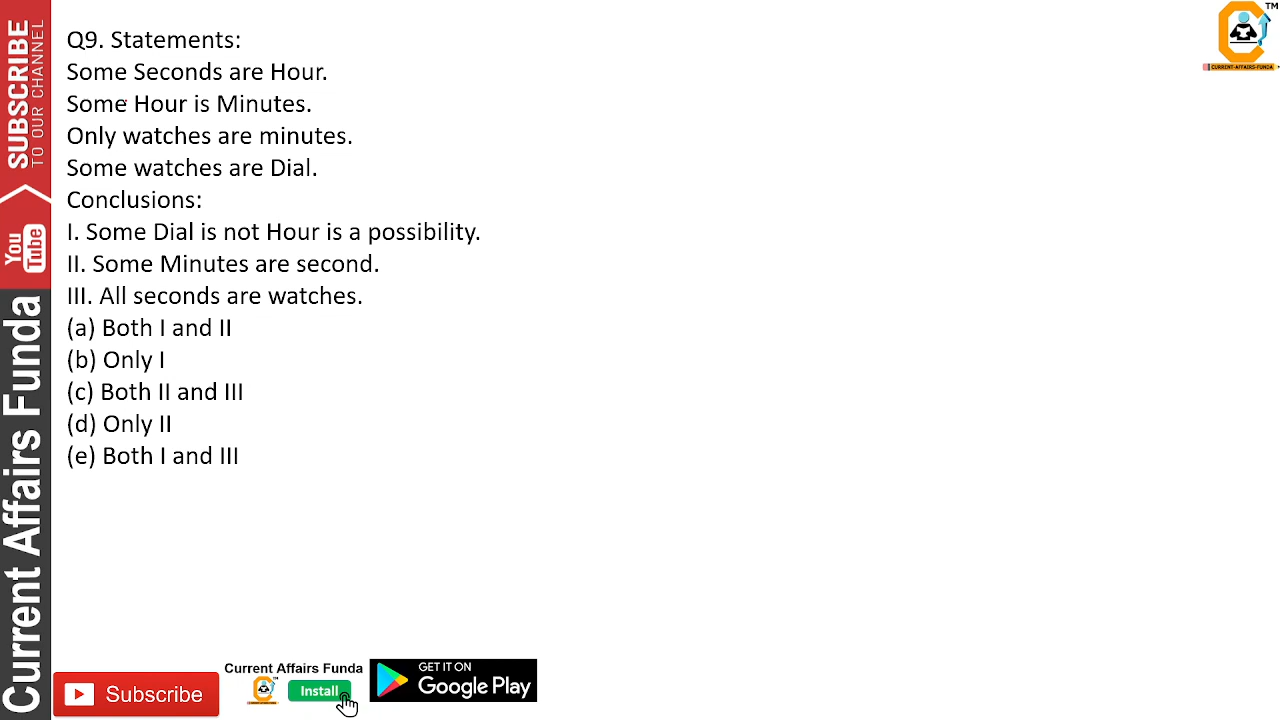 Q9. Statements:
Some Seconds are Hour.
Some Hour is Minutes.
Only watches are minutes.
Some watches are Dial.
Conclusions:
I. Some Dial is not Hour is a possibility.
II. Some Minutes are second.
III. All seconds are watches.
(a) Both I and II
(b) Only I
(c) Both II and III
(d) Only II
(e) Both I and III
SUBSCRIBE
TO OUR CHANNEL
You
Tube
Current Affairs Funda
TM
CURRENT-AFFAIRS-FUNDA
Subscribe
Current Affairs Funda
Install
GET IT ON
Google Play